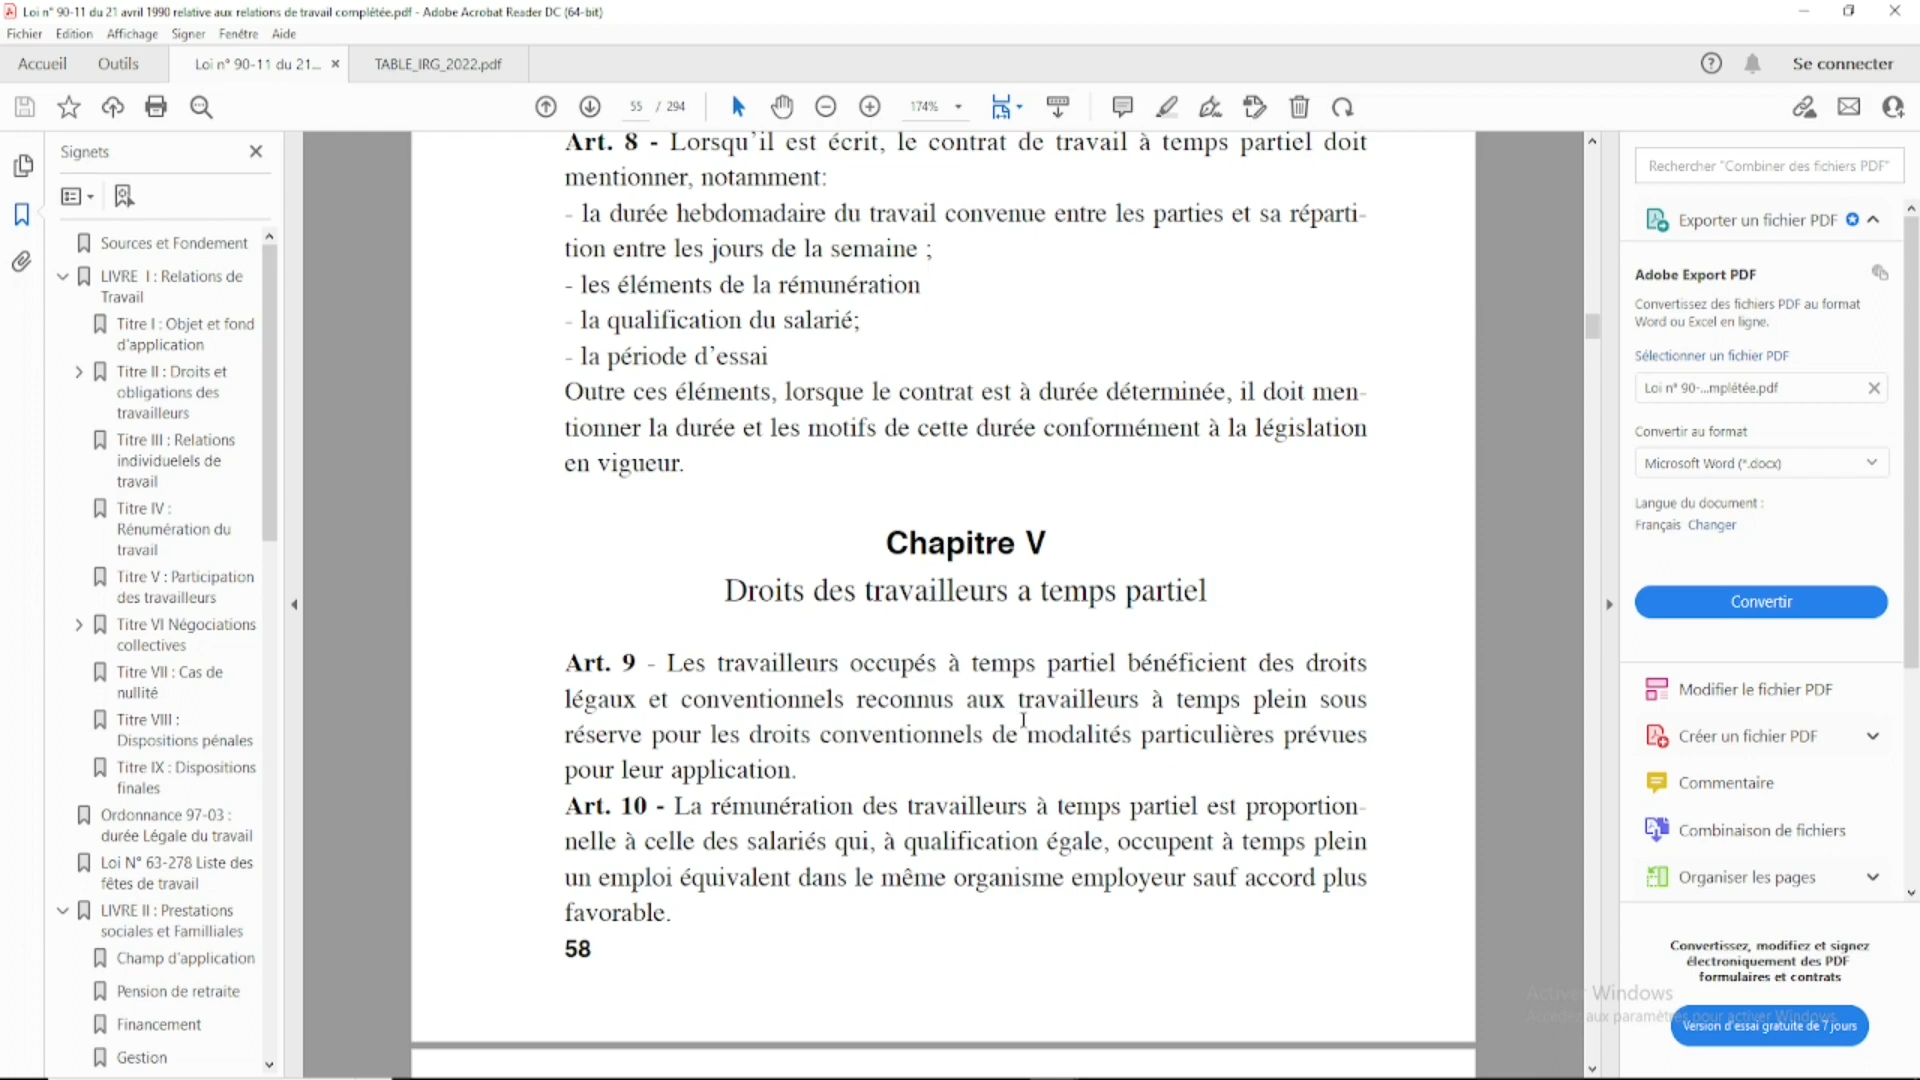 Loi n° 90-11 du 21 avril 1990 relative aux relations de travail complétée.pdf - Adobe Acrobat Reader DC (64-bit)
Fichier Edition Affichage Signer Fenêtre Aide
Accueil Outils Loi n° 90-11 du 21... × TABLE_IRG_2022.pdf Se connecter
55 / 294 174%
Signets
Sources et Fondement
LIVRE I : Relations de
Travail
Titre I : Objet et fond
d'application
Titre II : Droits et
obligations des
travailleurs
Titre III : Relations
individuelels de
travail
Titre IV :
Rénumération du
travail
Titre V : Participation
des travailleurs
Titre VI Négociations
collectives
Titre VII : Cas de
nullité
Titre VIII :
Dispositions pénales
Titre IX : Dispositions
finales
Ordonnance 97-03 :
durée Légale du travail
Loi N° 63-278 Liste des
fêtes de travail
LIVRE II : Prestations
sociales et Familliales
Champ d'application
Pension de retraite
Financement
Gestion
Art. 8 - Lorsqu'il est écrit, le contrat de travail à temps partiel doit
mentionner, notamment:
- la durée hebdomadaire du travail convenue entre les parties et sa réparti-
tion entre les jours de la semaine ;
- les éléments de la rémunération
- la qualification du salarié;
- la période d'essai
Outre ces éléments, lorsque le contrat est à durée déterminée, il doit men-
tionner la durée et les motifs de cette durée conformément à la législation
en vigueur.
Chapitre V
Droits des travailleurs a temps partiel
Art. 9 - Les travailleurs occupés à temps partiel bénéficient des droits
légaux et conventionnels reconnus aux travailleurs à temps plein sous
réserve pour les droits conventionnels de modalités particulières prévues
pour leur application.
Art. 10 - La rémunération des travailleurs à temps partiel est proportion-
nelle à celle des salariés qui, à qualification égale, occupent à temps plein
un emploi équivalent dans le même organisme employeur sauf accord plus
favorable.
58
Rechercher "Combiner des fichiers PDF"
Exporter un fichier PDF
Adobe Export PDF
Convertissez des fichiers PDF au format
Word ou Excel en ligne.
Sélectionner un fichier PDF
Loi n° 90-...mplétée.pdf
Convertir au format
Microsoft Word (*.docx)
Langue du document :
Français Changer
Convertir
Modifier le fichier PDF
Créer un fichier PDF
Commentaire
Combinaison de fichiers
Organiser les pages
Convertissez, modifiez et signez
électroniquement des PDF
formulaires et contrats
Activer Windows
Accédez aux paramètres pour activer Windows.
Version d'essai gratuite de 7 jours